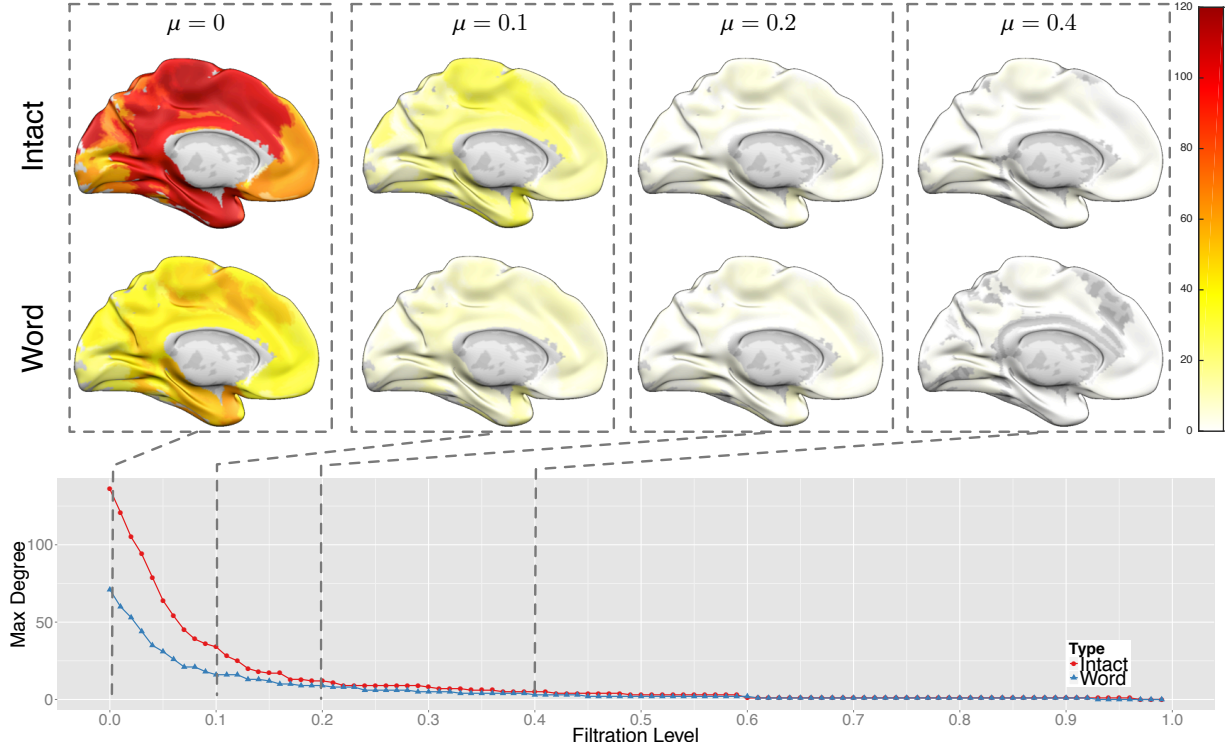 μ = 0
μ = 0.1
μ = 0.2
μ = 0.4
Intact
Word
120
100
80
60
40
20
0
Max Degree
100
50
0
Type
Intact
Word
0.0 0.1 0.2 0.3 0.4 0.5 0.6 0.7 0.8 0.9 1.0
Filtration Level